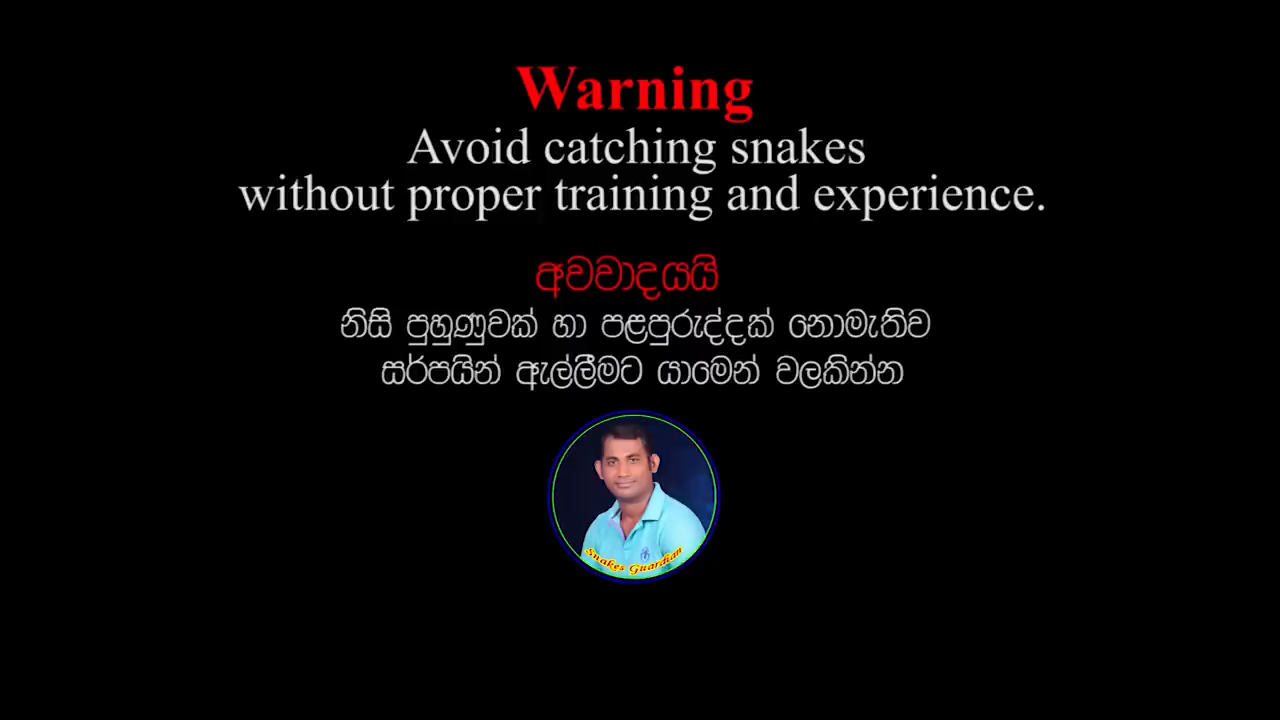 Warning
Avoid catching snakes
without proper training and experience.
අවවාදයයි
නිසි පුහුණුවක් හා පළපුරුද්දක් නොමැතිව
සර්පයින් ඇල්ලීමට යාමෙන් වලකින්න
Snakes Guardian